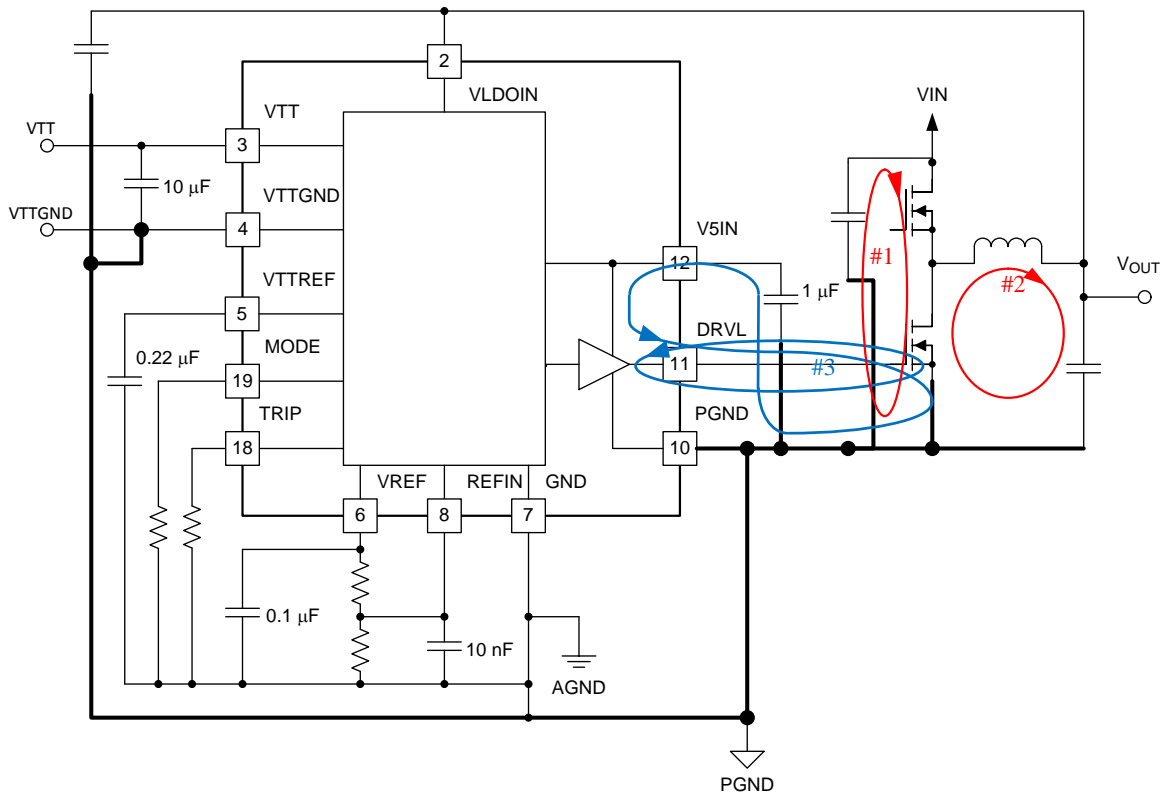 2
VLDOIN
VIN
VTT
VTT
3
10 μF
VTTGND
VTTGND
4
V5IN
12
#1
#2
VOUT
VTTREF
5
1 μF
MODE
DRVL
0.22 μF
11
#3
19
TRIP
PGND
18
10
VREF
REFIN
GND
6
8
7
0.1 μF
10 nF
AGND
PGND